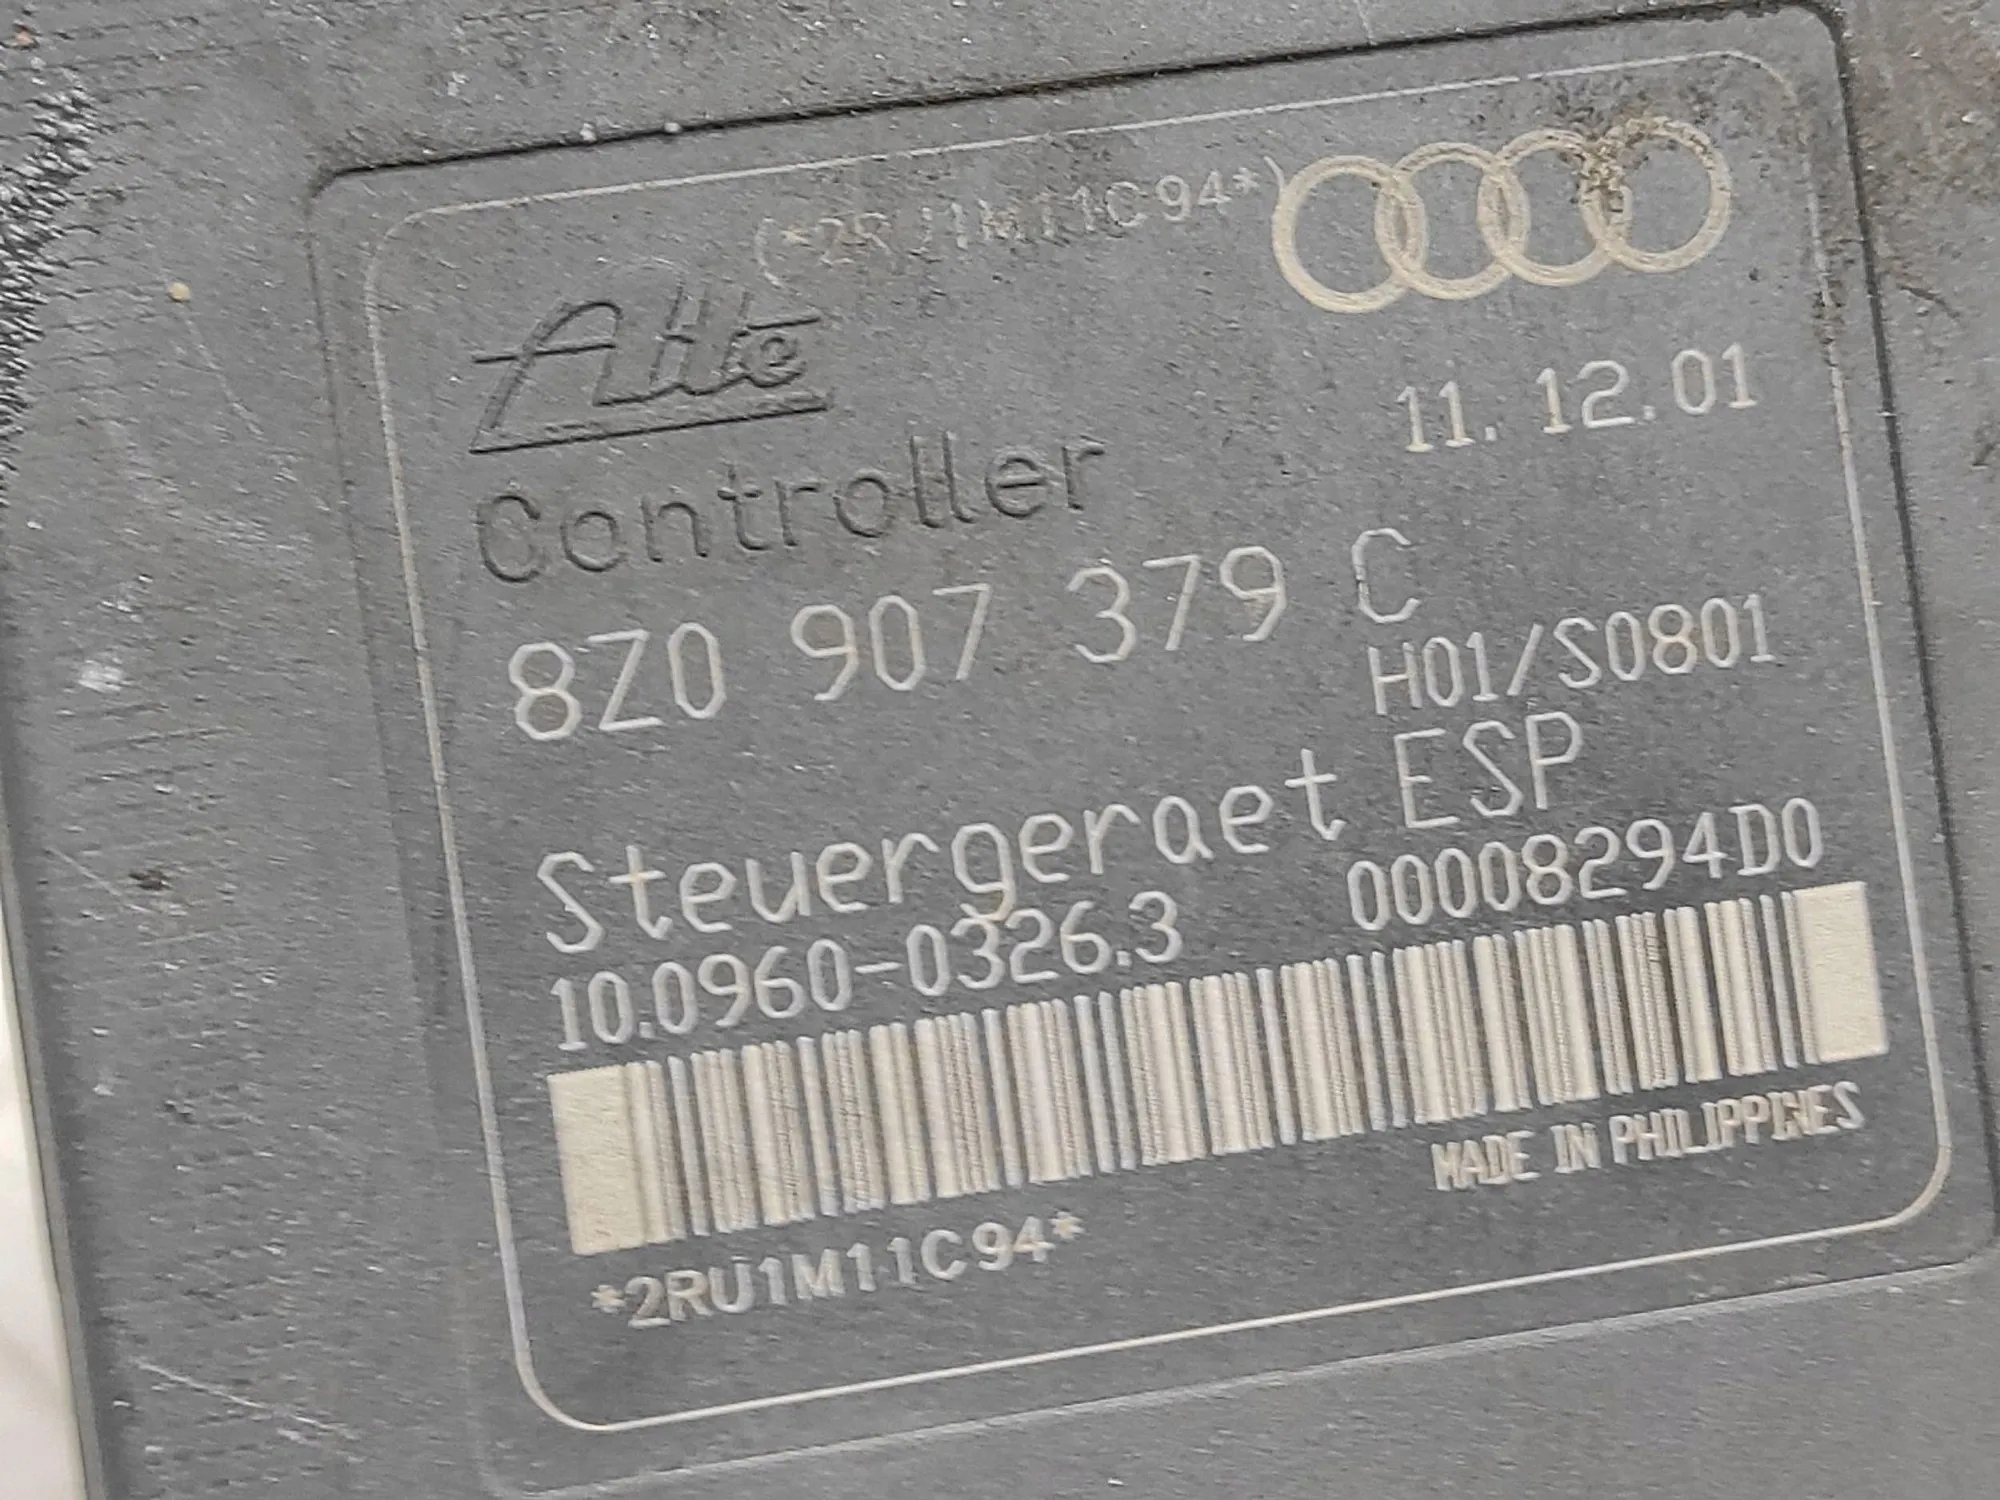 (*2RU1M11C94*)
Ate
11.12.01
Controller
8Z0 907 379 C
H01/S0801
Steuergeraet ESP
10.0960-0326.3 00008294D0
MADE IN PHILIPPINES
*2RU1M11C94*